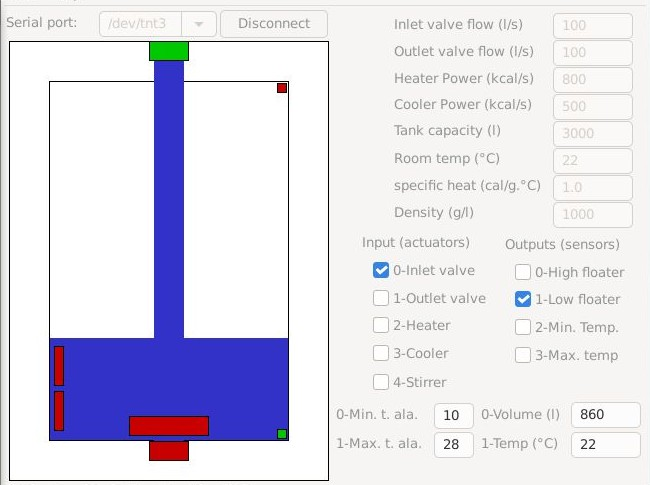 Serial port: /dev/tnt3 Disconnect
Inlet valve flow (l/s) 100
Outlet valve flow (l/s) 100
Heater Power (kcal/s) 800
Cooler Power (kcal/s) 500
Tank capacity (l) 3000
Room temp (°C) 22
specific heat (cal/g.°C) 1.0
Density (g/l) 1000
Input (actuators) Outputs (sensors)
0-Inlet valve 0-High floater
1-Outlet valve 1-Low floater
2-Heater 2-Min. Temp.
3-Cooler 3-Max. temp
4-Stirrer
0-Min. t. ala. 10 0-Volume (l) 860
1-Max. t. ala. 28 1-Temp (°C) 22